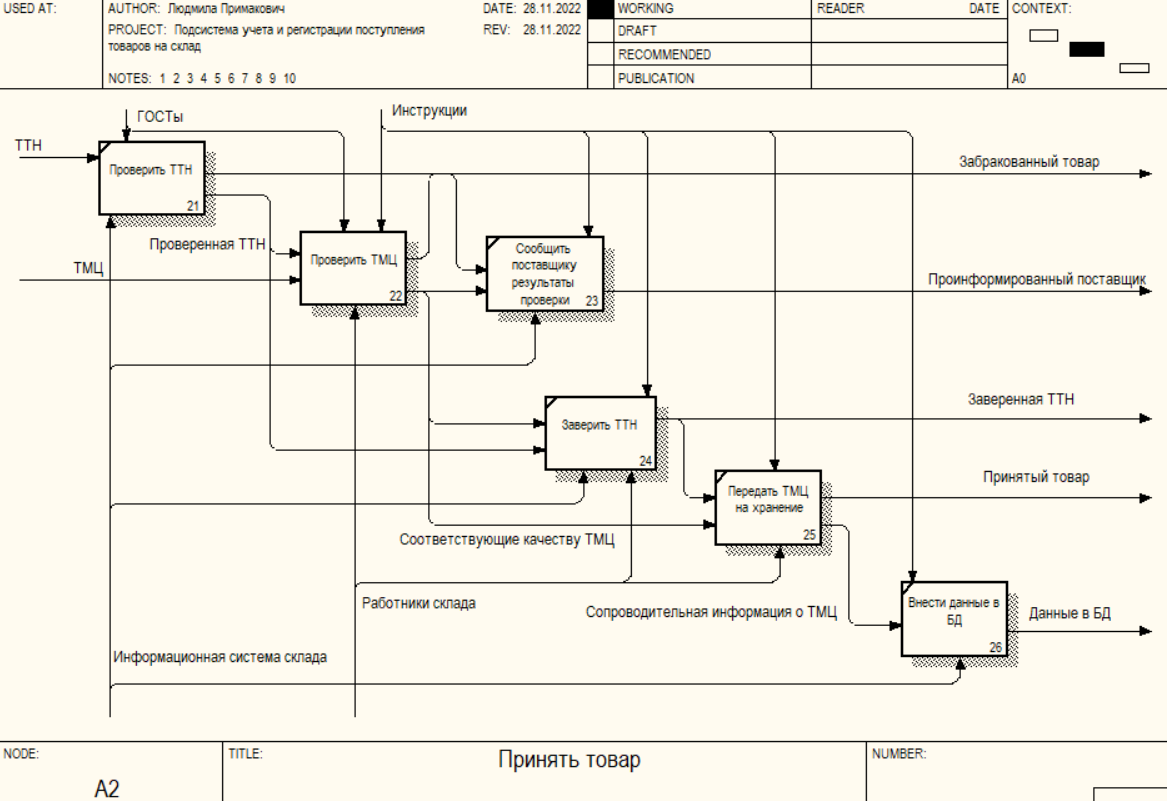 USED AT:
AUTHOR: Людмила Примакович
DATE: 28.11.2022
WORKING
READER
DATE
CONTEXT:
PROJECT: Подсистема учета и регистрации поступления
товаров на склад
REV: 28.11.2022
DRAFT
RECOMMENDED
NOTES: 1 2 3 4 5 6 7 8 9 10
PUBLICATION
A0
ГОСТы
Инструкции
ТТН
Проверить ТТН
21
Забракованный товар
Проверенная ТТН
ТМЦ
Проверить ТМЦ
22
Сообщить
поставщику
результаты
проверки
23
Проинформированный поставщик
Заверить ТТН
24
Заверенная ТТН
Передать ТМЦ
на хранение
25
Принятый товар
Соответствующие качеству ТМЦ
Работники склада
Сопроводительная информация о ТМЦ
Внести данные в
БД
26
Данные в БД
Информационная система склада
NODE:
A2
TITLE:
Принять товар
NUMBER: